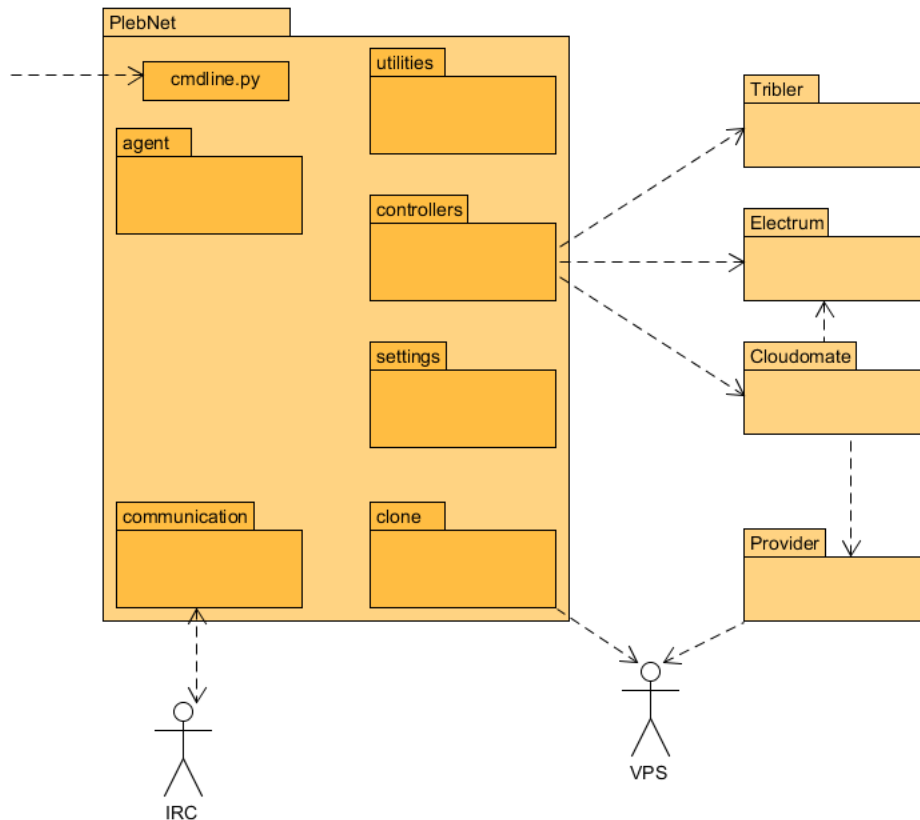 PlebNet
cmdline.py
utilities
agent
controllers
settings
communication
clone
Tribler
Electrum
Cloudomate
Provider
IRC
VPS